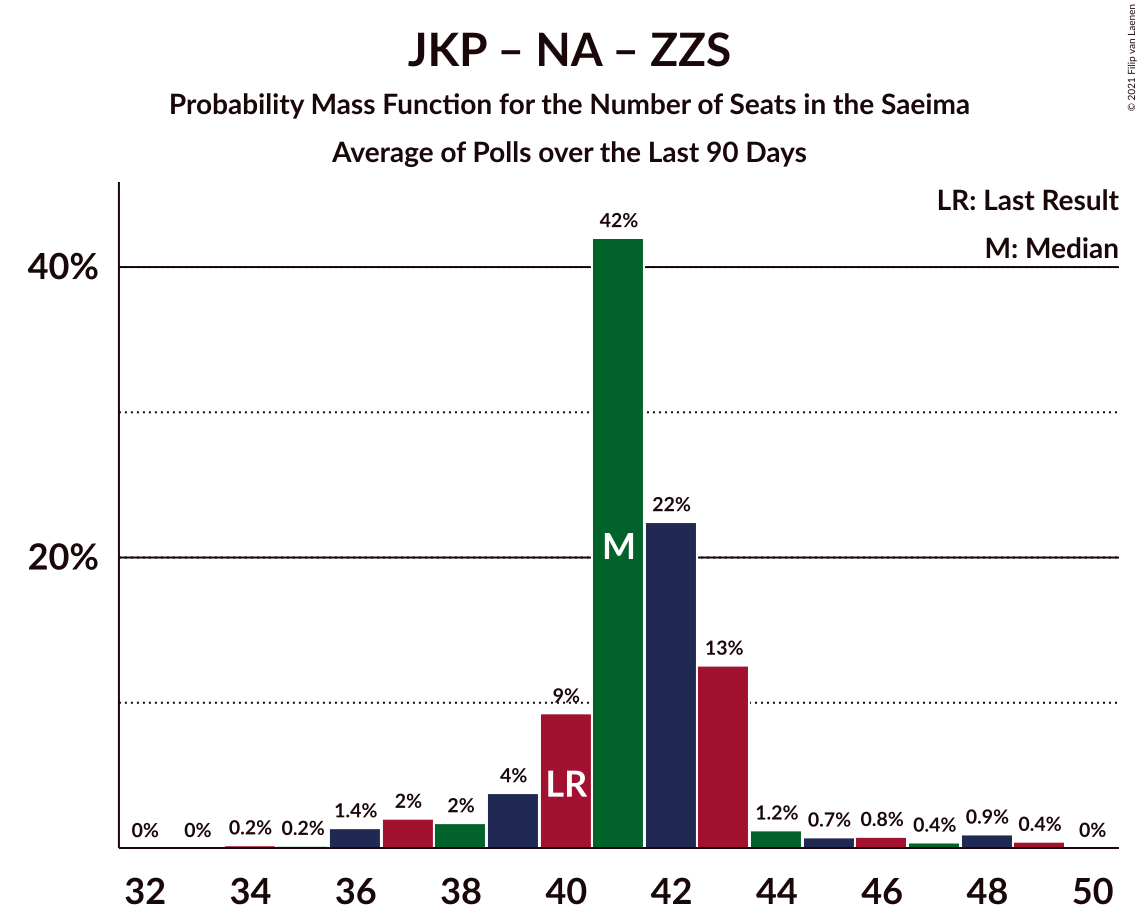 JKP – NA – ZZS
Probability Mass Function for the Number of Seats in the Saeima
Average of Polls over the Last 90 Days
© 2021 Filip van Laenen
LR: Last Result
M: Median
40%
20%
0%
0%
0.2%
0.2%
1.4%
2%
2%
4%
9%
42%
22%
13%
1.2%
0.7%
0.8%
0.4%
0.9%
0.4%
0%
LR
M
32 34 36 38 40 42 44 46 48 50